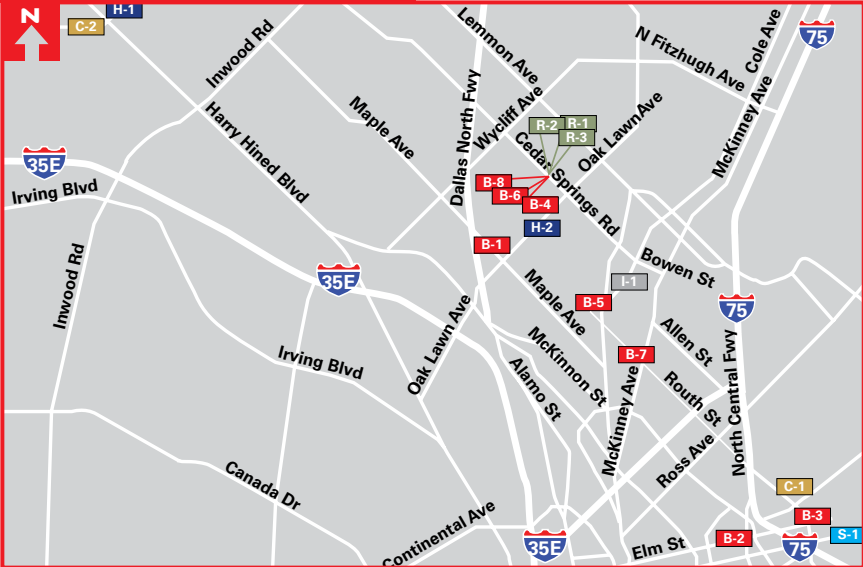 N
H-1
C-2
Inwood Rd
Lemmon Ave
N Fitzhugh Ave
Cole Ave
75
McKinney Ave
Dallas North Fwy
Wycliff Ave
Maple Ave
Harry Hined Blvd
R-2
R-1
R-3
Oak Lawn Ave
Cedar Springs Rd
35E
Irving Blvd
B-8
B-6
B-4
H-2
B-1
Inwood Rd
35E
Bowen St
I-1
B-5
75
Maple Ave
Oak Lawn Ave
McKinnon St
Allen St
B-7
Irving Blvd
Alamo St
Routh St
McKinney Ave
North Central Fwy
Ross Ave
Canada Dr
C-1
B-3
S-1
Continental Ave
35E
Elm St
B-2
75